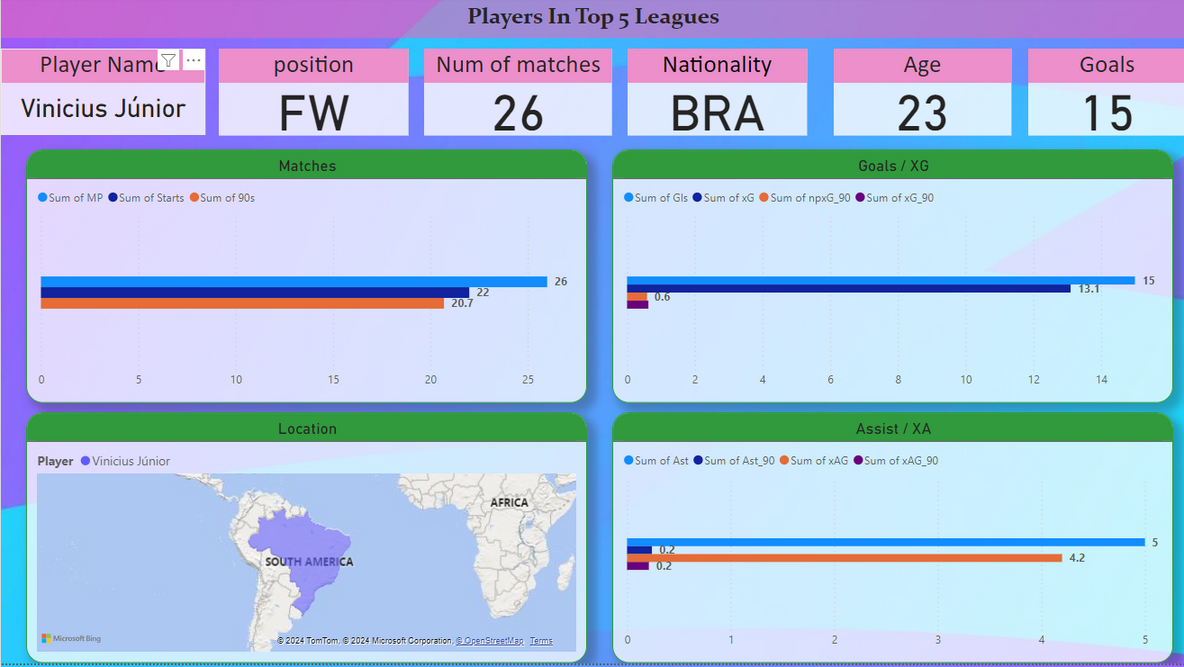 Players In Top 5 Leagues
Player Name
Vinicius Júnior
position
FW
Num of matches
26
Nationality
BRA
Age
23
Goals
15
Matches
Sum of MP Sum of Starts Sum of 90s
26
22
20.7
0 5 10 15 20 25
Goals / XG
Sum of Gls Sum of xG Sum of npxG_90 Sum of xG_90
15
13.1
0.6
0 2 4 6 8 10 12 14
Location
Player Vinicius Júnior
AFRICA
SOUTH AMERICA
Microsoft Bing
© 2024 TomTom, © 2024 Microsoft Corporation, © OpenStreetMap Terms
Assist / XA
Sum of Ast Sum of Ast_90 Sum of xAG Sum of xAG_90
5
0.2
4.2
0.2
0 1 2 3 4 5